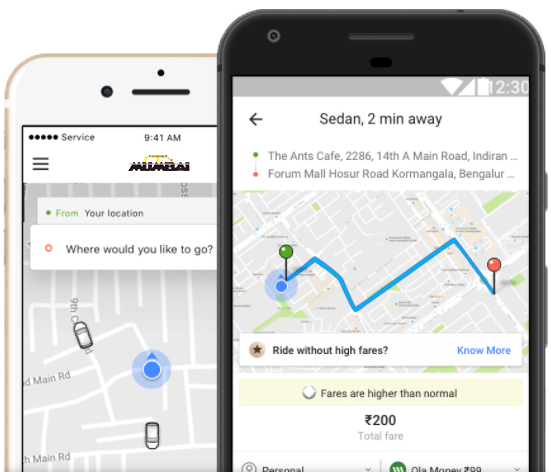 Service
9:41 AM
MUMBAI
From Your location
Where would you like to go?
9th C
d Main Rd
h Main Rd
12:30
Sedan, 2 min away
The Ants Cafe, 2286, 14th A Main Road, Indiran ...
Forum Mall Hosur Road Kormangala, Bengalur ...
Ride without high fares? Know More
Fares are higher than normal
₹200
Total fare
Personal
Ola Money ₹99